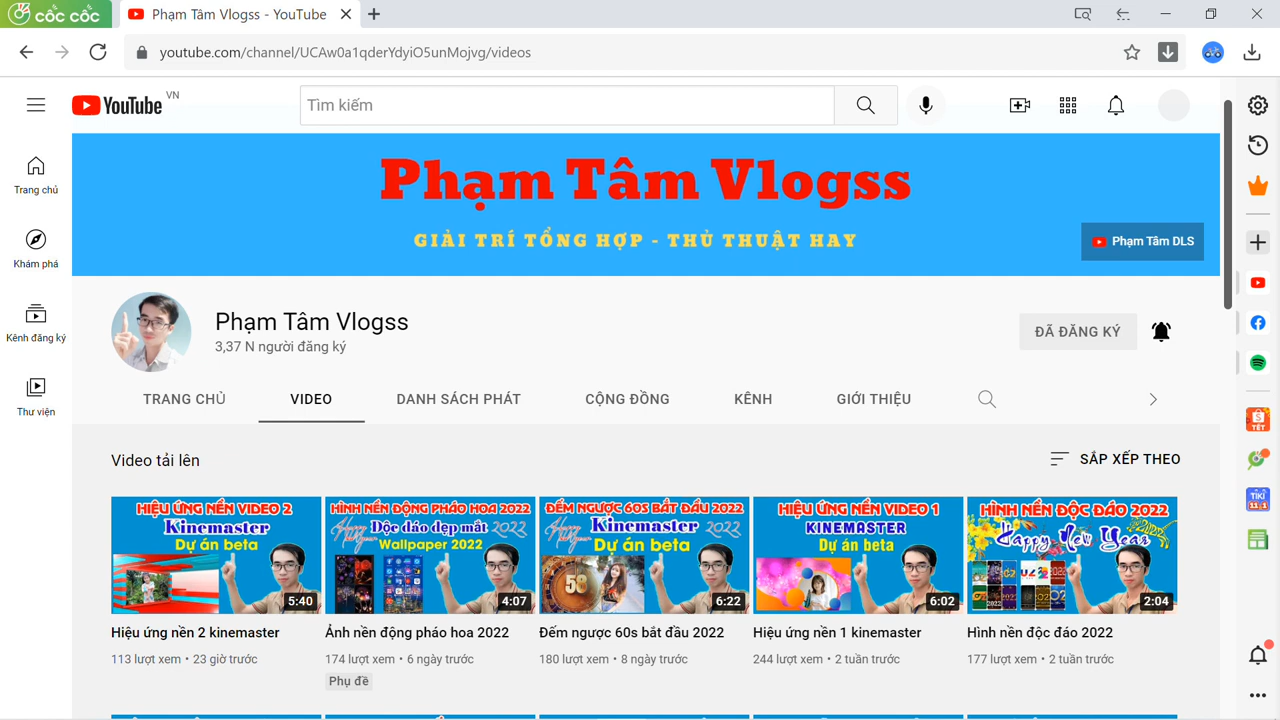 cốc cốc
Phạm Tâm Vlogss - YouTube
youtube.com/channel/UCAw0a1qderYdyiO5unMojvg/videos
YouTube VN
Tìm kiếm
Trang chủ
Khám phá
Kênh đăng ký
Thư viện
Phạm Tâm Vlogss
GIẢI TRÍ TỔNG HỢP - THỦ THUẬT HAY
Phạm Tâm DLS
Phạm Tâm Vlogss
3,37 N người đăng ký
ĐÃ ĐĂNG KÝ
TRANG CHỦ VIDEO DANH SÁCH PHÁT CỘNG ĐỒNG KÊNH GIỚI THIỆU
Video tải lên
SẮP XẾP THEO
HIỆU ỨNG NỀN VIDEO 2
Kinemaster
Dự án beta
5:40
Hiệu ứng nền 2 kinemaster
113 lượt xem • 23 giờ trước
HÌNH NỀN ĐỘNG PHÁO HOA 2022
Độc đáo đẹp mắt 2022
Wallpaper 2022
4:07
Ảnh nền động pháo hoa 2022
174 lượt xem • 6 ngày trước
Phụ đề
ĐẾM NGƯỢC 60S BẮT ĐẦU 2022
Kinemaster 2022
Dự án beta
58
6:22
Đếm ngược 60s bắt đầu 2022
180 lượt xem • 8 ngày trước
HIỆU ỨNG NỀN VIDEO 1
KINEMASTER
Dự án beta
6:02
Hiệu ứng nền 1 kinemaster
244 lượt xem • 2 tuần trước
HÌNH NỀN ĐỘC ĐÁO 2022
Happy New Year
2:04
Hình nền độc đáo 2022
177 lượt xem • 2 tuần trước
TẾT
TIKI